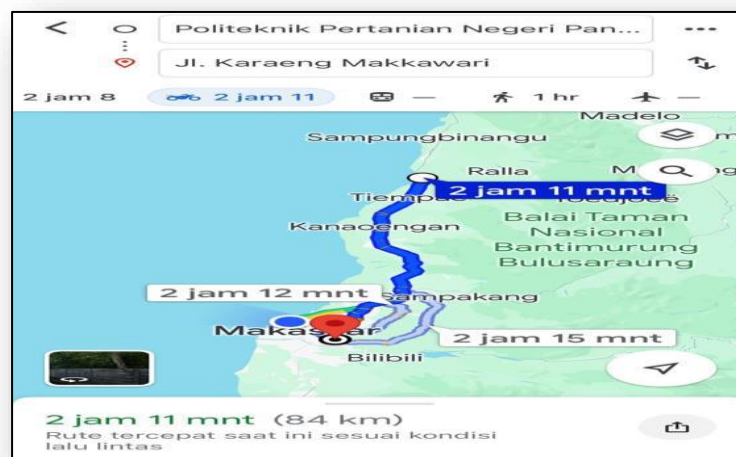 Politeknik Pertanian Negeri Pan...
Jl. Karaeng Makkawari
2 jam 8
2 jam 11
—
1 hr
—
Madelo
Sampungbinangu
Ralla
2 jam 11 mnt
Kanaoengan
Balai Taman
Nasional
Bantimurung
Bulusaraung
2 jam 12 mnt
2 jam 15 mnt
Bilibili
2 jam 11 mnt (84 km)
Rute tercepat saat ini sesuai kondisi
lalu lintas